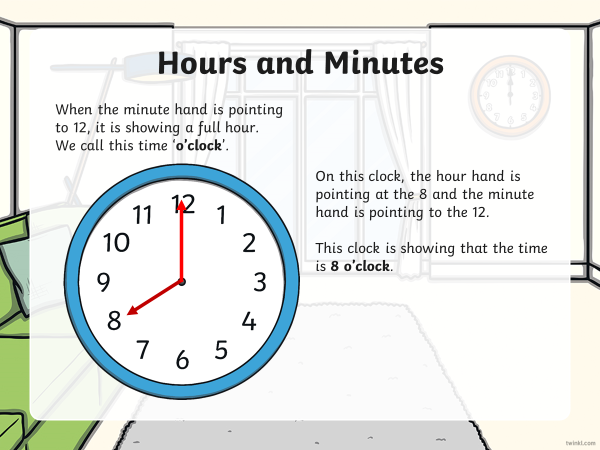 Hours and Minutes
When the minute hand is pointing
to 12, it is showing a full hour.
We call this time ‘o’clock’.
On this clock, the hour hand is
pointing at the 8 and the minute
hand is pointing to the 12.
This clock is showing that the time
is 8 o’clock.
12
1
2
3
4
5
6
7
8
9
10
11
twinkl.com